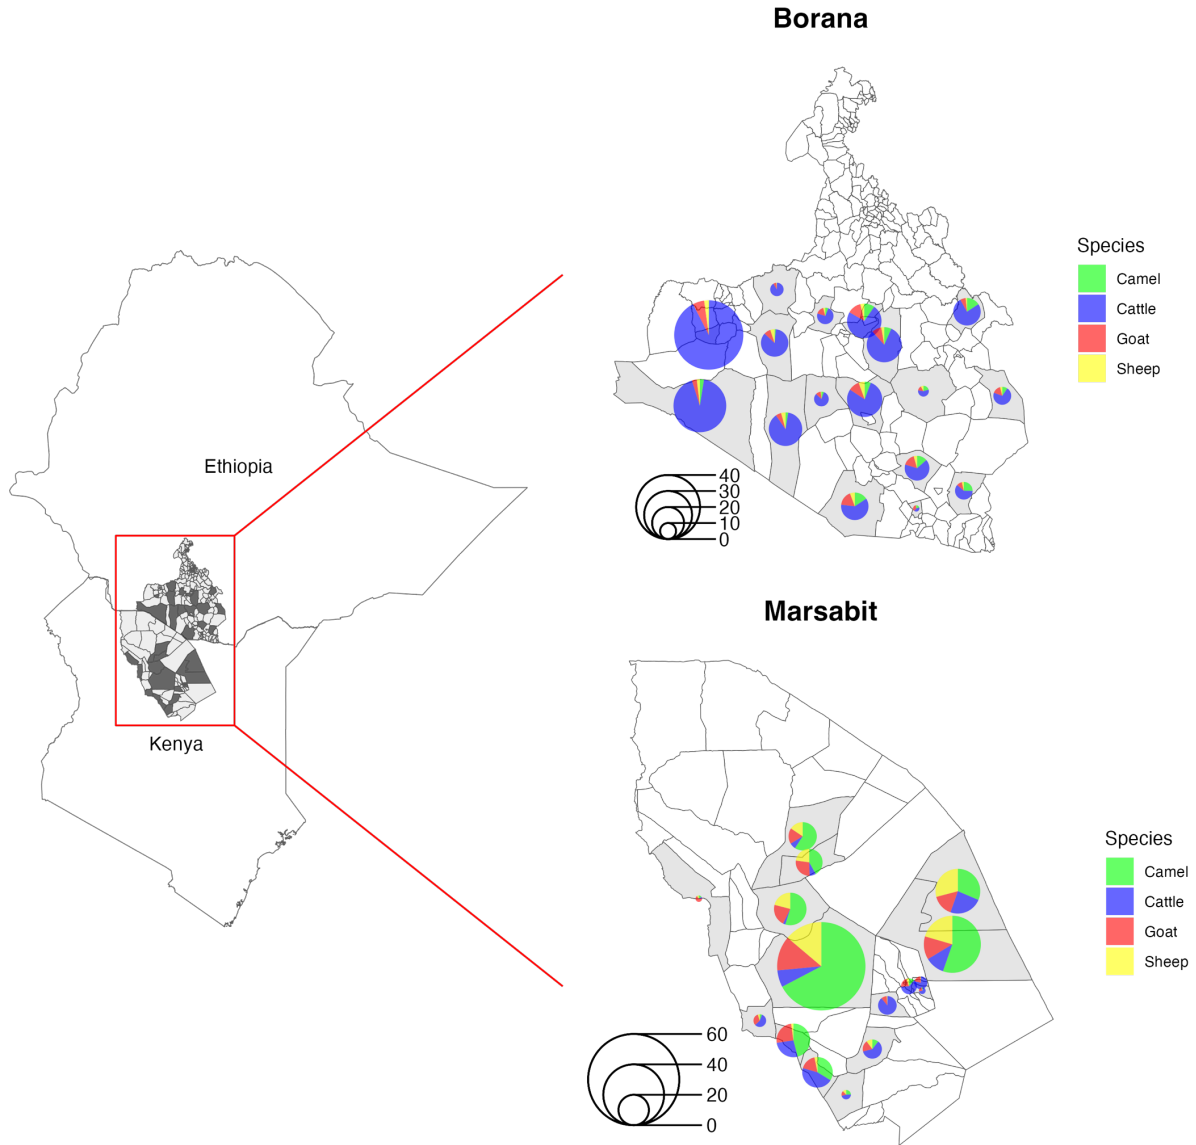 Borana
Species
Camel
Cattle
Goat
Sheep
Ethiopia
40
30
20
10
0
Marsabit
Kenya
Species
Camel
Cattle
Goat
Sheep
60
40
20
0